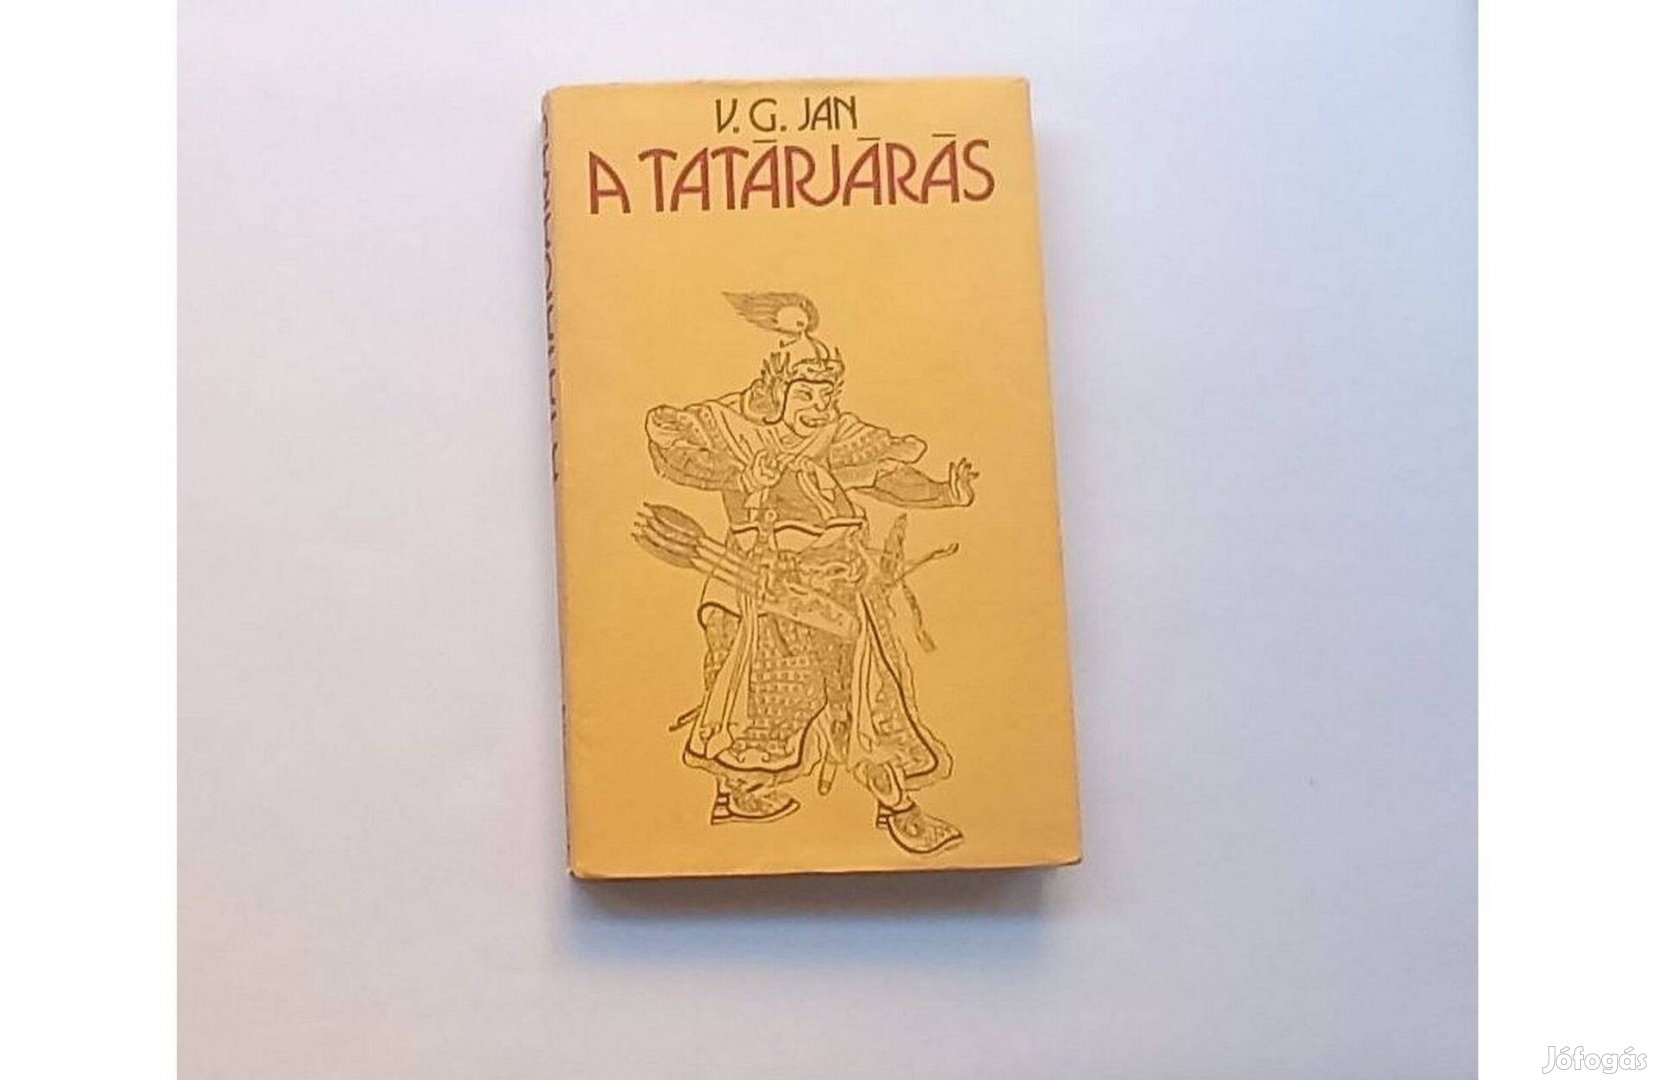 V. G. JAN
A TATÁRJÁRÁS
Jófogás